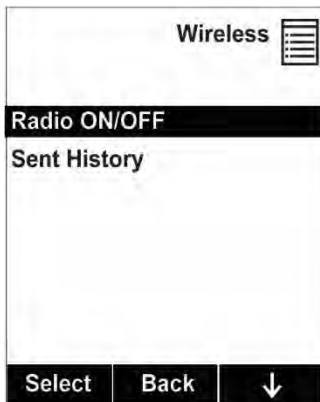 Wireless
Radio ON/OFF
Sent History
Select Back ↓